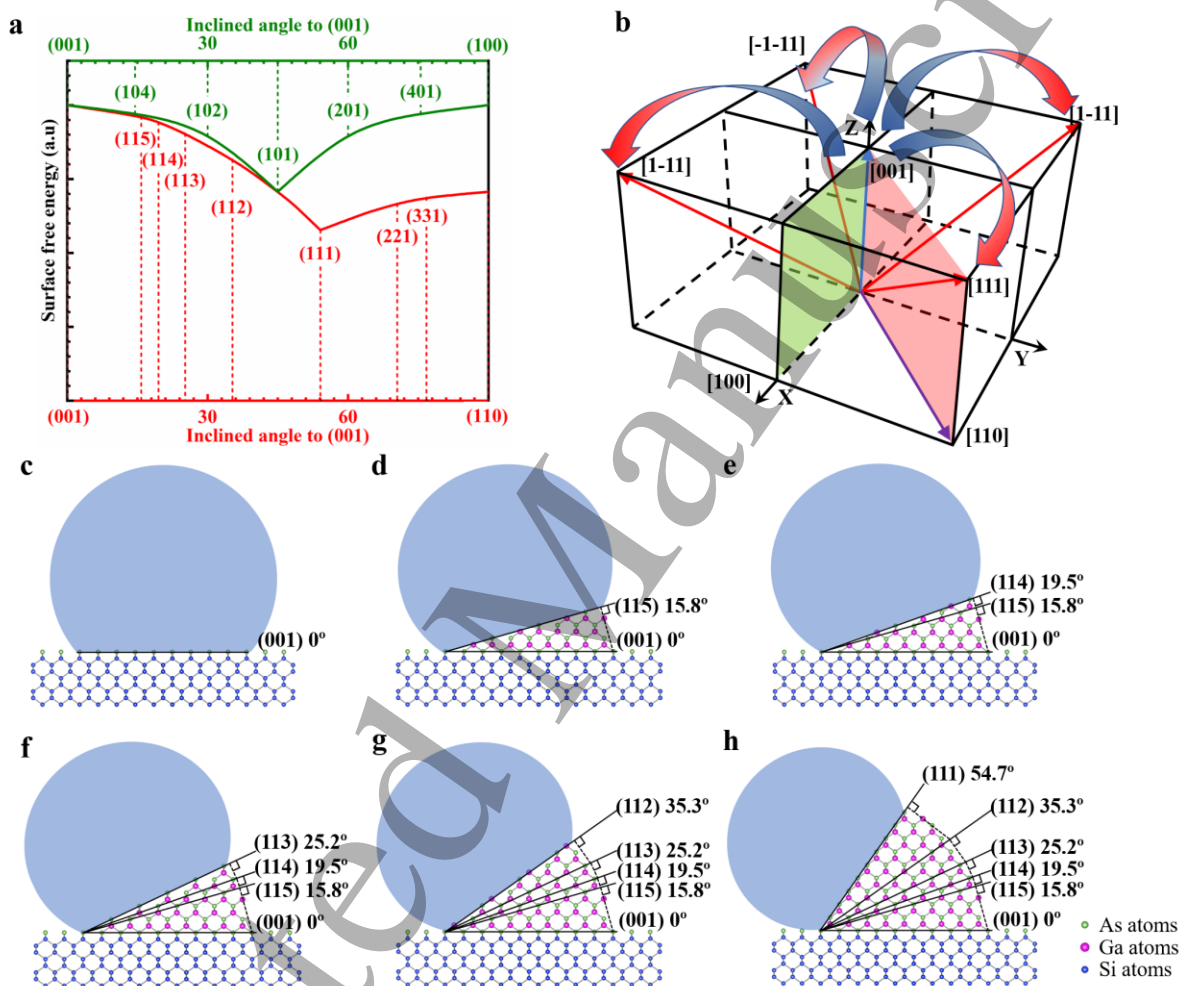 a
Inclined angle to (001)
(001) 30 60 (100)
(104)
(102)
(101)
(201)
(401)
(115)
(114)
(113)
(112)
(111)
(221)
(331)
Surface free energy (a.u)
(001) 30 60 (110)
Inclined angle to (001)
b
[-1-11]
[1-11]
[1-11]
Z
[001]
[111]
Y
[100]
X
[110]
c
(001) 0º
d
(115) 15.8º
(001) 0º
e
(114) 19.5º
(115) 15.8º
(001) 0º
f
(113) 25.2º
(114) 19.5º
(115) 15.8º
(001) 0º
g
(112) 35.3º
(113) 25.2º
(114) 19.5º
(115) 15.8º
(001) 0º
h
(111) 54.7º
(112) 35.3º
(113) 25.2º
(114) 19.5º
(115) 15.8º
(001) 0º
As atoms
Ga atoms
Si atoms
ted Manusci